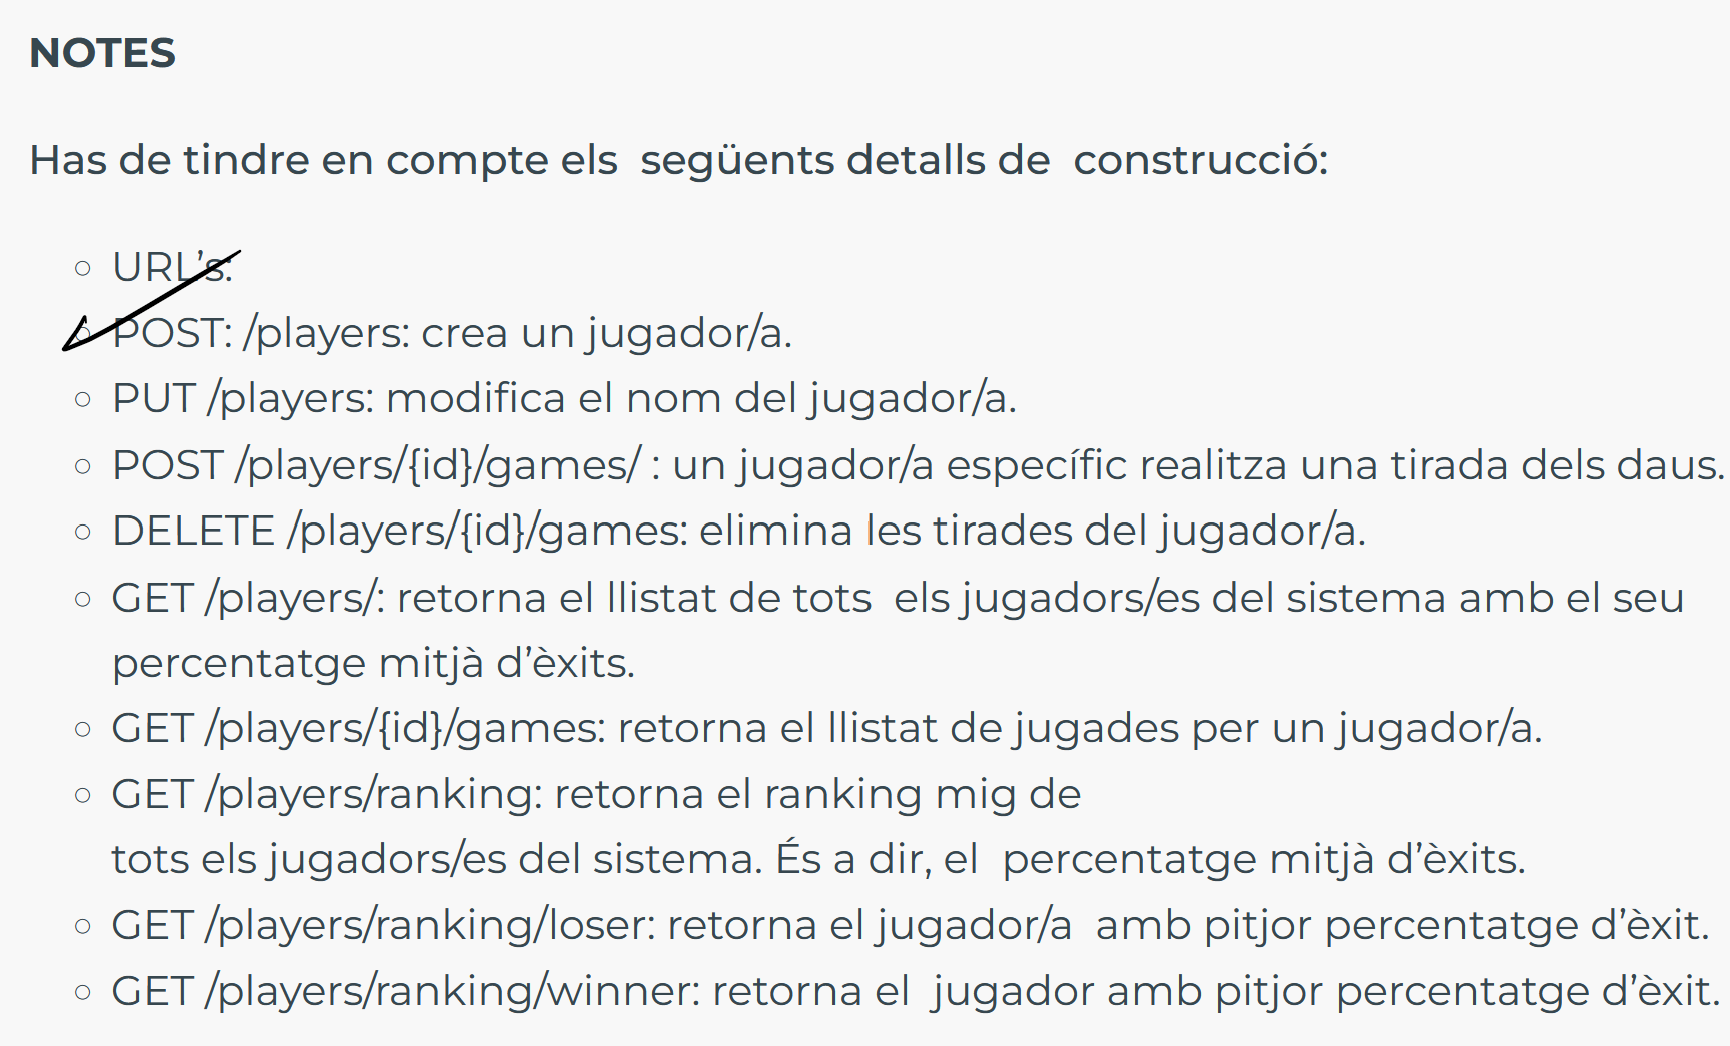 NOTES
Has de tindre en compte els següents detalls de construcció:
URL’s:
POST: /players: crea un jugador/a.
PUT /players: modifica el nom del jugador/a.
POST /players/{id}/games/ : un jugador/a específic realitza una tirada dels daus.
DELETE /players/{id}/games: elimina les tirades del jugador/a.
GET /players/: retorna el llistat de tots els jugadors/es del sistema amb el seu
percentatge mitjà d’èxits.
GET /players/{id}/games: retorna el llistat de jugades per un jugador/a.
GET /players/ranking: retorna el ranking mig de
tots els jugadors/es del sistema. És a dir, el percentatge mitjà d’èxits.
GET /players/ranking/loser: retorna el jugador/a amb pitjor percentatge d’èxit.
GET /players/ranking/winner: retorna el jugador amb pitjor percentatge d’èxit.